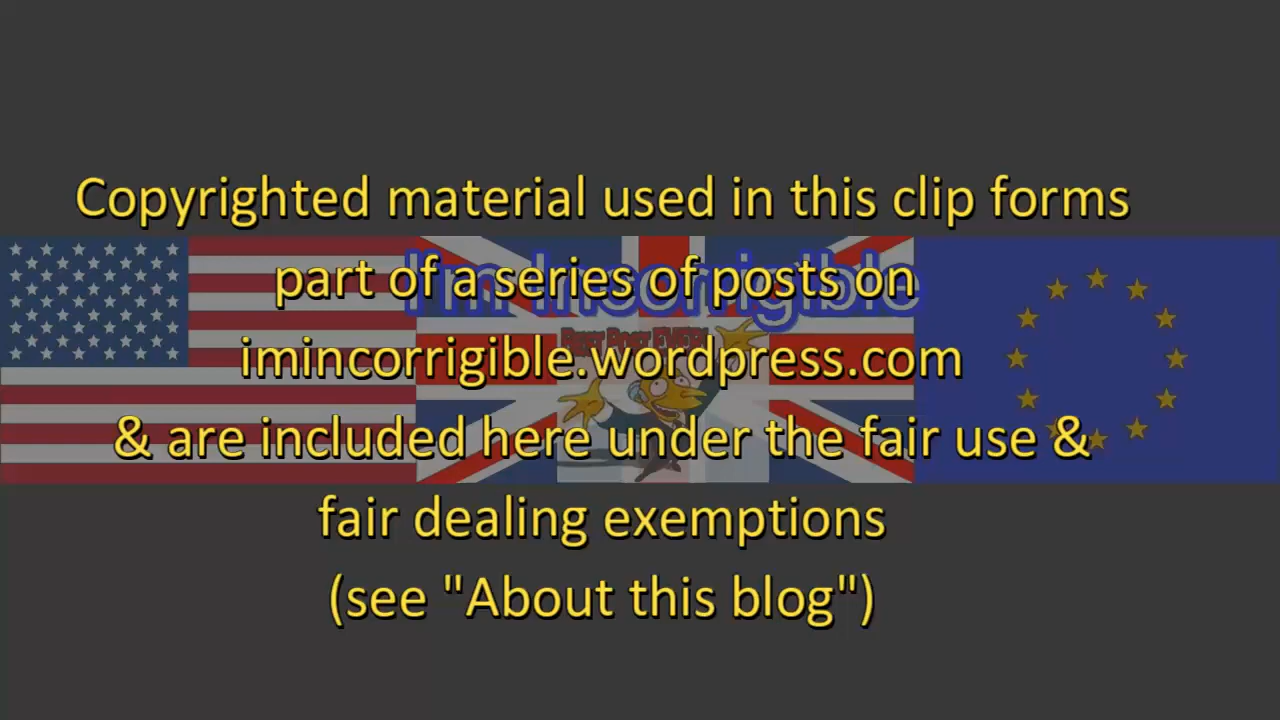 Copyrighted material used in this clip forms
part of a series of posts on
I'm Incorrigible
imincorrigible.wordpress.com
& are included here under the fair use &
fair dealing exemptions
(see "About this blog")